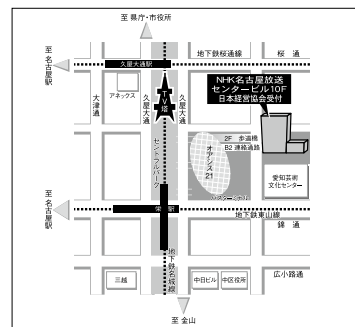 至 県庁・市役所
至 名古屋駅
久屋大通駅
地下鉄桜通線
桜 通
大津通
アネックス
久屋大通
TV塔
久屋大通
NHK名古屋放送
センタービル10F
日本経営協会受付
セントラルパーク
2F 歩道橋
B2 連絡通路
オアシス21
愛知芸術
文化センター
バスターミナル
至 名古屋駅
栄 駅
地下鉄東山線
錦 通
地下鉄名城線
三越
中日ビル
中区役所
広小路通
至 金山